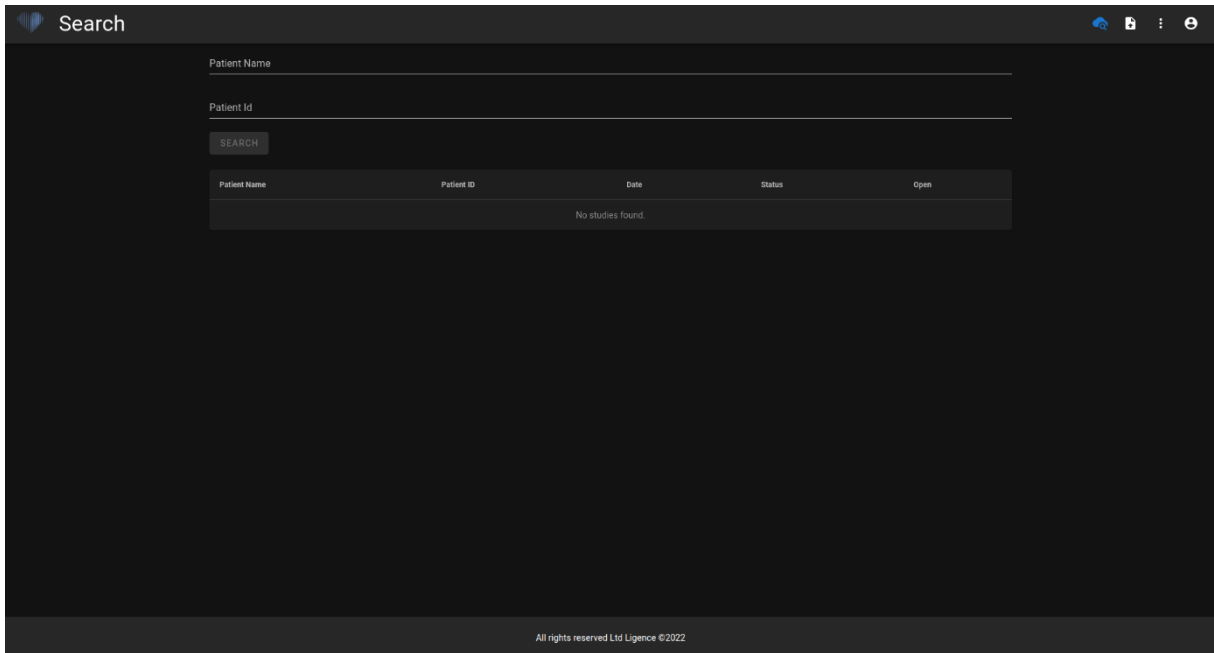 Search
Patient Name
Patient Id
SEARCH
Patient Name Patient ID Date Status Open
No studies found.
All rights reserved Ltd Ligence ©2022